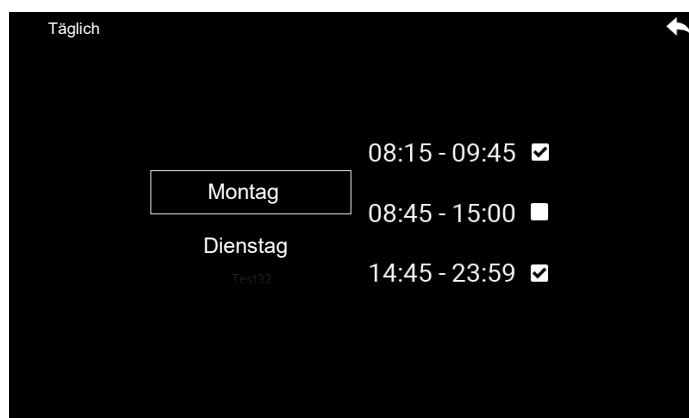 Täglich
Montag
Dienstag
Test32
08:15 - 09:45
08:45 - 15:00
14:45 - 23:59